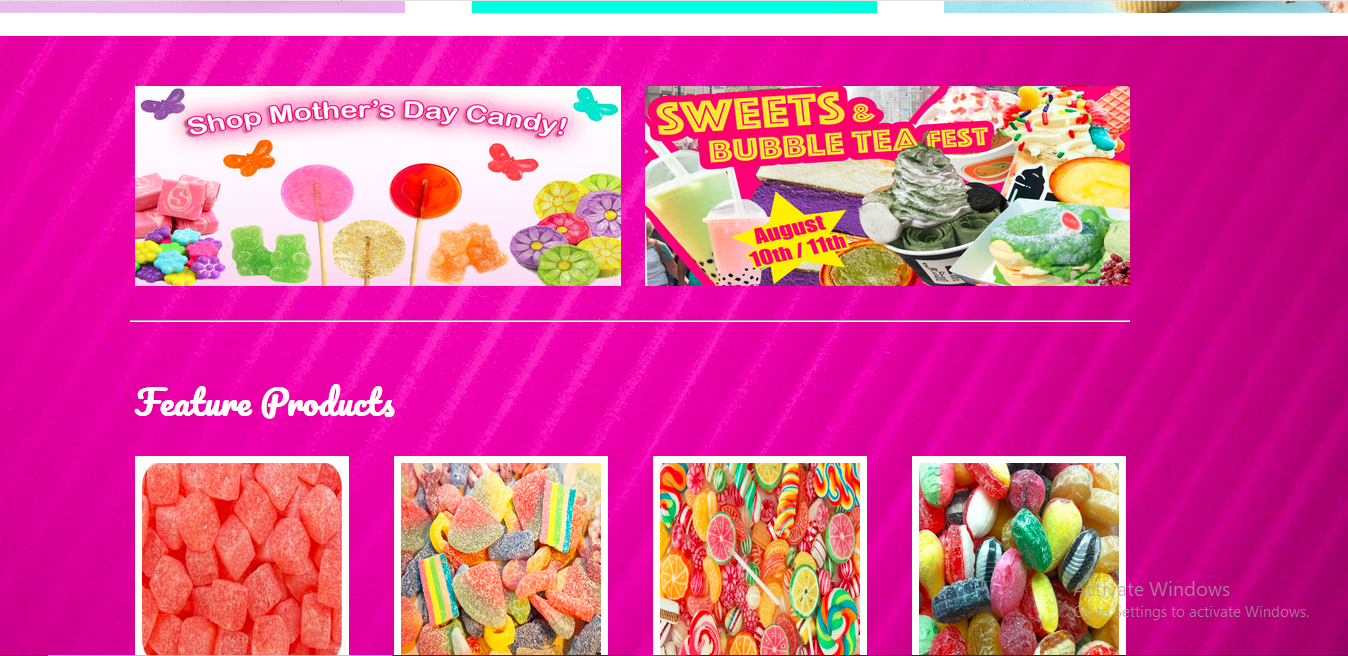 Shop Mother's Day Candy!
SWEETS &
BUBBLE TEA FEST
August
10th / 11th
Feature Products
Activate Windows
Go to Settings to activate Windows.